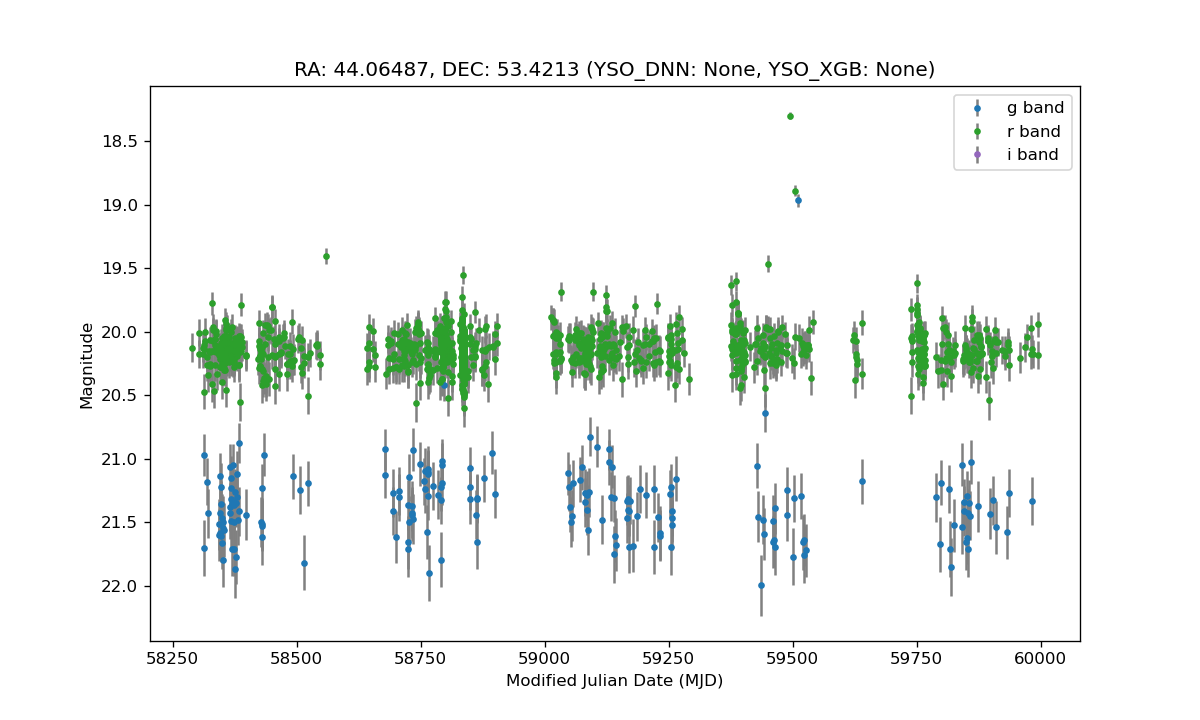 RA: 44.06487, DEC: 53.4213 (YSO_DNN: None, YSO_XGB: None)
g band
r band
i band
18.5
19.0
19.5
20.0
20.5
21.0
21.5
22.0
Magnitude
58250 58500 58750 59000 59250 59500 59750 60000
Modified Julian Date (MJD)